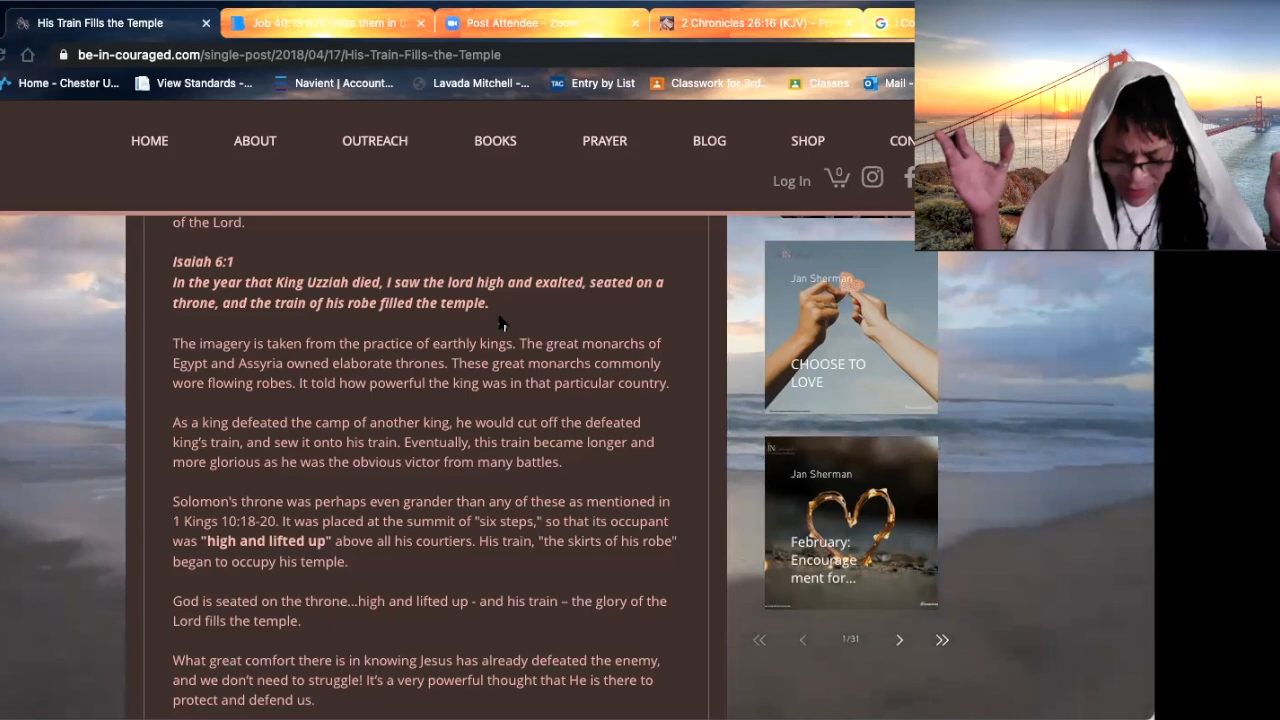 His Train Fills the Temple
Job 40:13 KJV: Hide them in t
Post Attendee - Zoom
2 Chronicles 26:16 (KJV)
be-in-couraged.com/single-post/2018/04/17/His-Train-Fills-the-Temple
Home - Chester U...
View Standards -...
Navient | Account...
Lavada Mitchell -...
TAC
Entry by List
Classwork for 3rd...
Classes
Mail -
HOME
ABOUT
OUTREACH
BOOKS
PRAYER
BLOG
SHOP
CON
Log In
0
of the Lord.
Isaiah 6:1
In the year that King Uzziah died, I saw the lord high and exalted, seated on a
throne, and the train of his robe filled the temple.
The imagery is taken from the practice of earthly kings. The great monarchs of
Egypt and Assyria owned elaborate thrones. These great monarchs commonly
wore flowing robes. It told how powerful the king was in that particular country.
As a king defeated the camp of another king, he would cut off the defeated
king's train, and sew it onto his train. Eventually, this train became longer and
more glorious as he was the obvious victor from many battles.
Solomon's throne was perhaps even grander than any of these as mentioned in
1 Kings 10:18-20. It was placed at the summit of "six steps," so that its occupant
was "high and lifted up" above all his courtiers. His train, "the skirts of his robe"
began to occupy his temple.
God is seated on the throne...high and lifted up - and his train – the glory of the
Lord fills the temple.
What great comfort there is in knowing Jesus has already defeated the enemy,
and we don't need to struggle! It's a very powerful thought that He is there to
protect and defend us.
Jan Sherman
CHOOSE TO
LOVE
Jan Sherman
February:
Encourage
ment for...
1/31